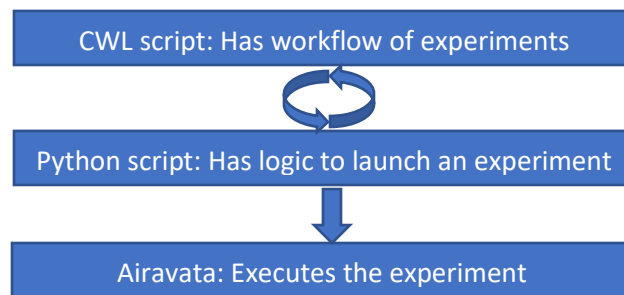 CWL script: Has workflow of experiments
Python script: Has logic to launch an experiment
Airavata: Executes the experiment